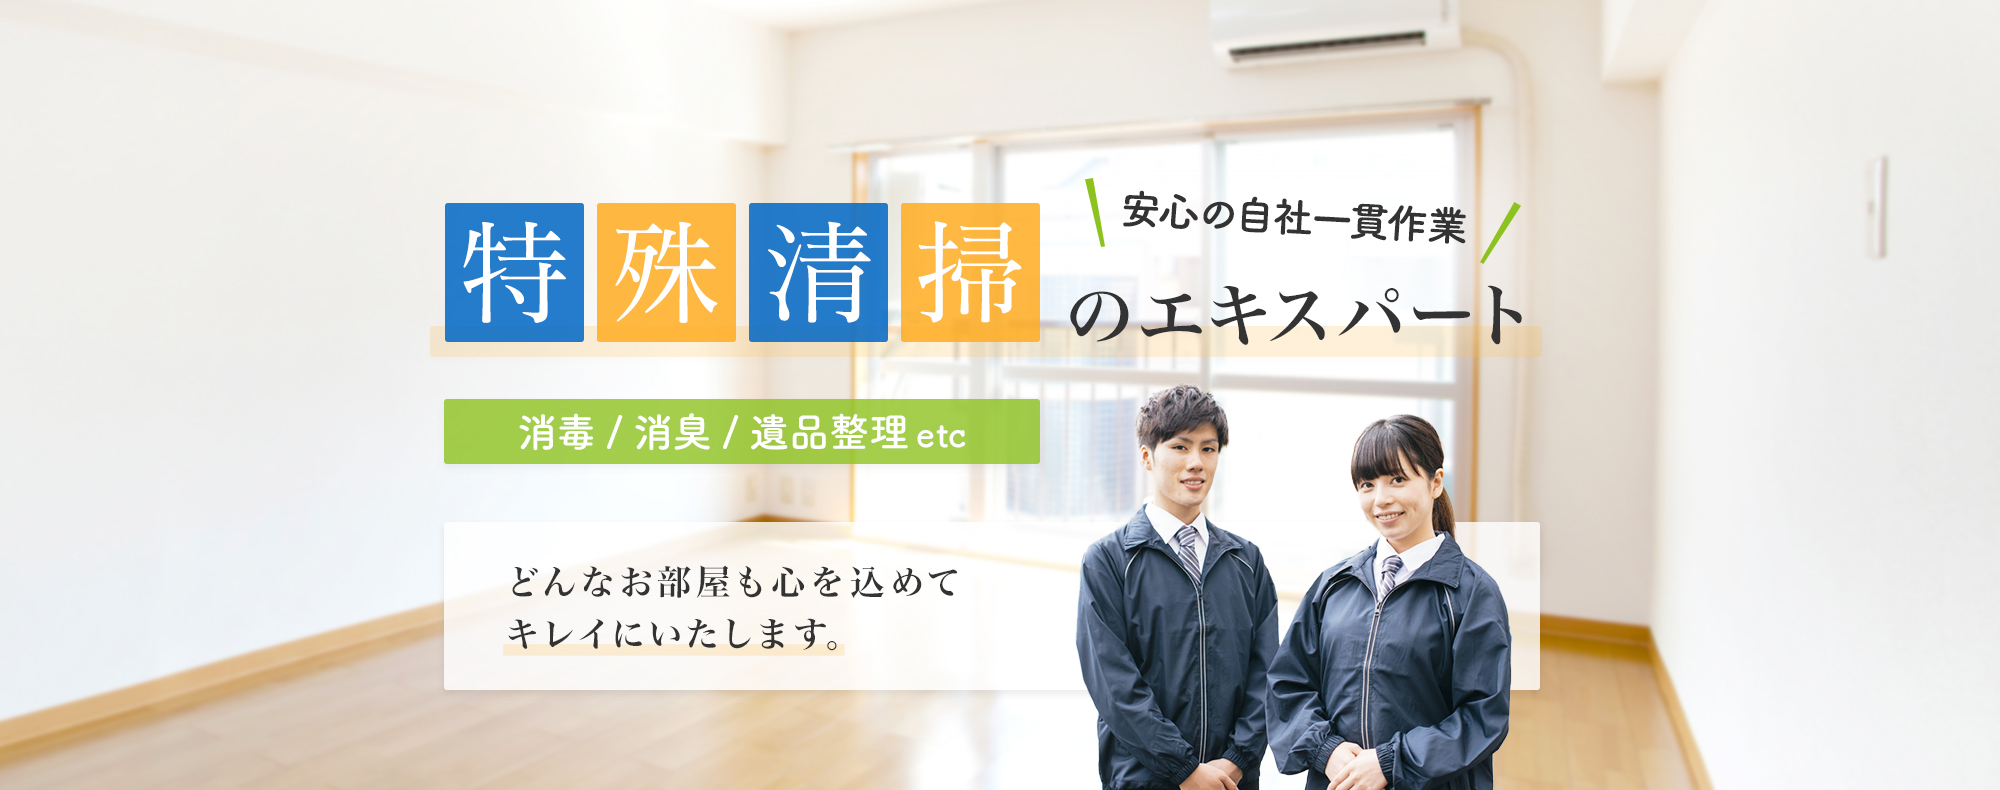 安心の自社一貫作業
特殊清掃のエキスパート
消毒 / 消臭 / 遺品整理 etc
どんなお部屋も心を込めて
キレイにいたします。